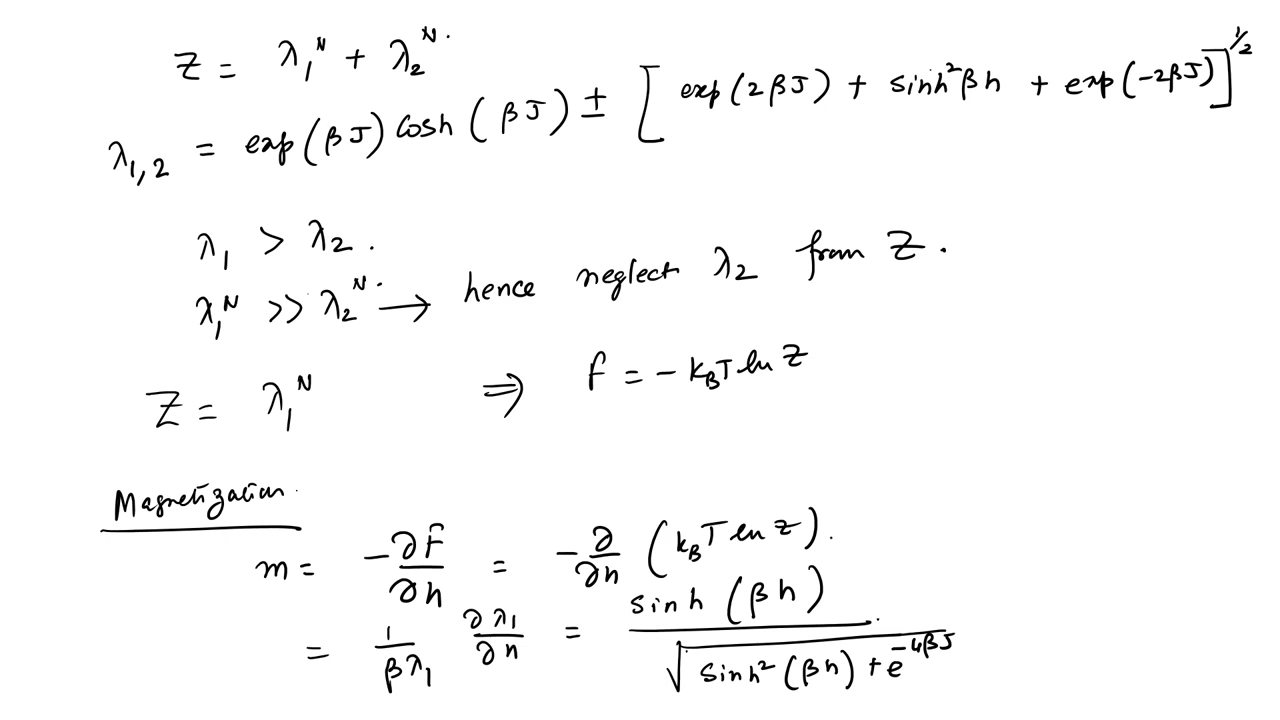 Z = λ₁ᴺ + λ₂ᴺ.
λ₁,₂ = exp(βJ) cosh(βJ) ± [exp(2βJ) + sinh²βh + exp(-2βJ)]^1/2
λ₁ > λ₂.
λ₁ᴺ >> λ₂ᴺ. → hence neglect λ₂ from Z.
Z = λ₁ᴺ ⇒ F = -k_BT ln Z
Magnetization.
m = -∂F/∂h = -∂/∂h (k_BT ln Z).
= 1/βλ₁ ∂λ₁/∂h = sinh(βh)/√(sinh²(βh) + e^-4βJ)